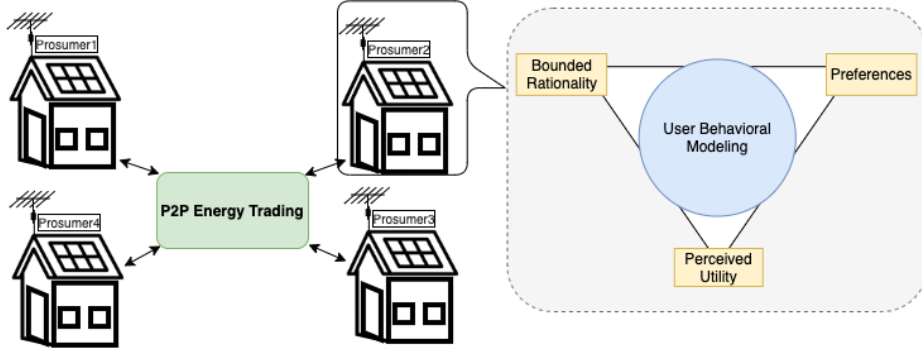 Prosumer1
Prosumer2
Bounded
Rationality
Preferences
User Behavioral
Modeling
P2P Energy Trading
Prosumer4
Prosumer3
Perceived
Utility